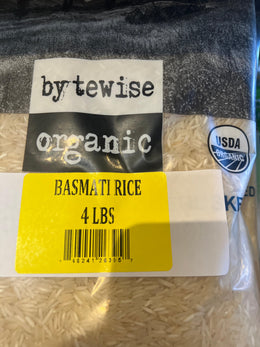 bytewise
organic
USDA
ORGANIC
BASMATI RICE
4 LBS